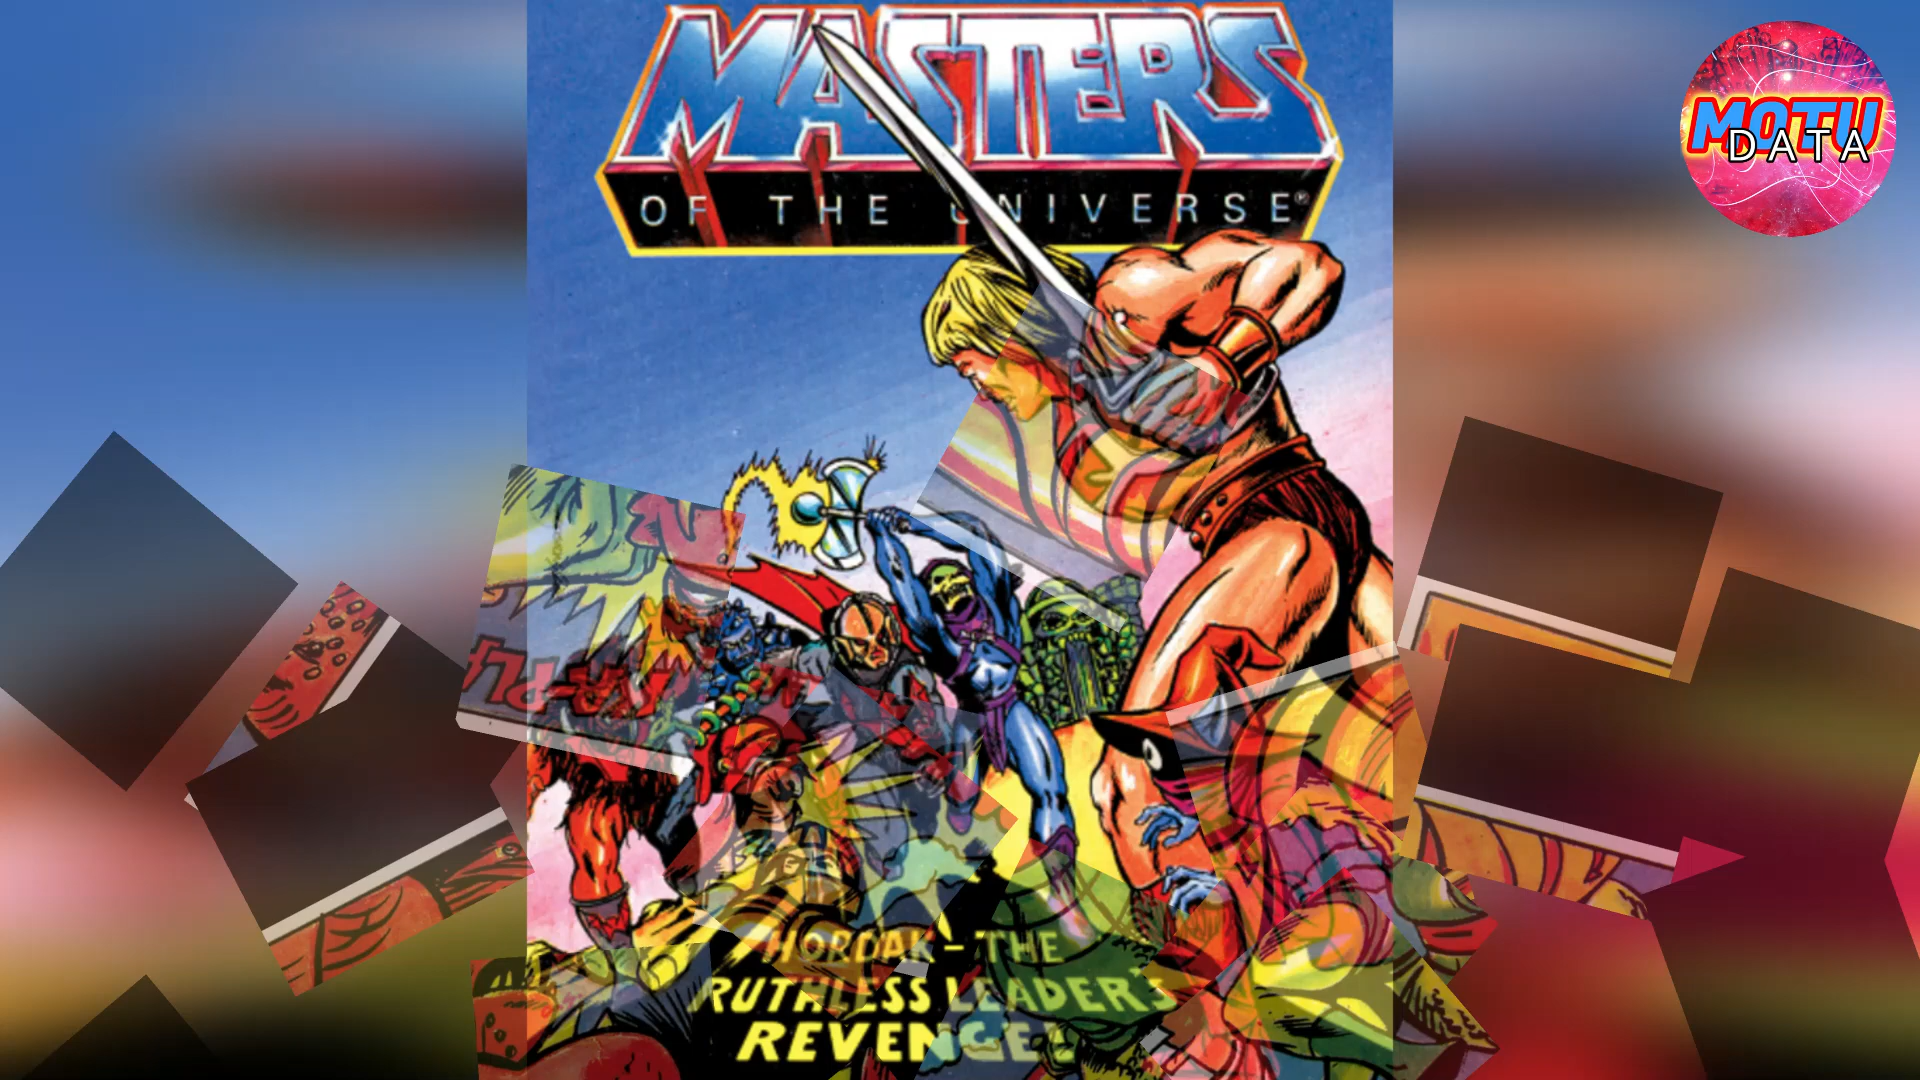 MASTERS
OF THE UNIVERSE®
MOTU
DATA
HORDAK - THE
RUTHLESS LEADER'S
REVENGE!